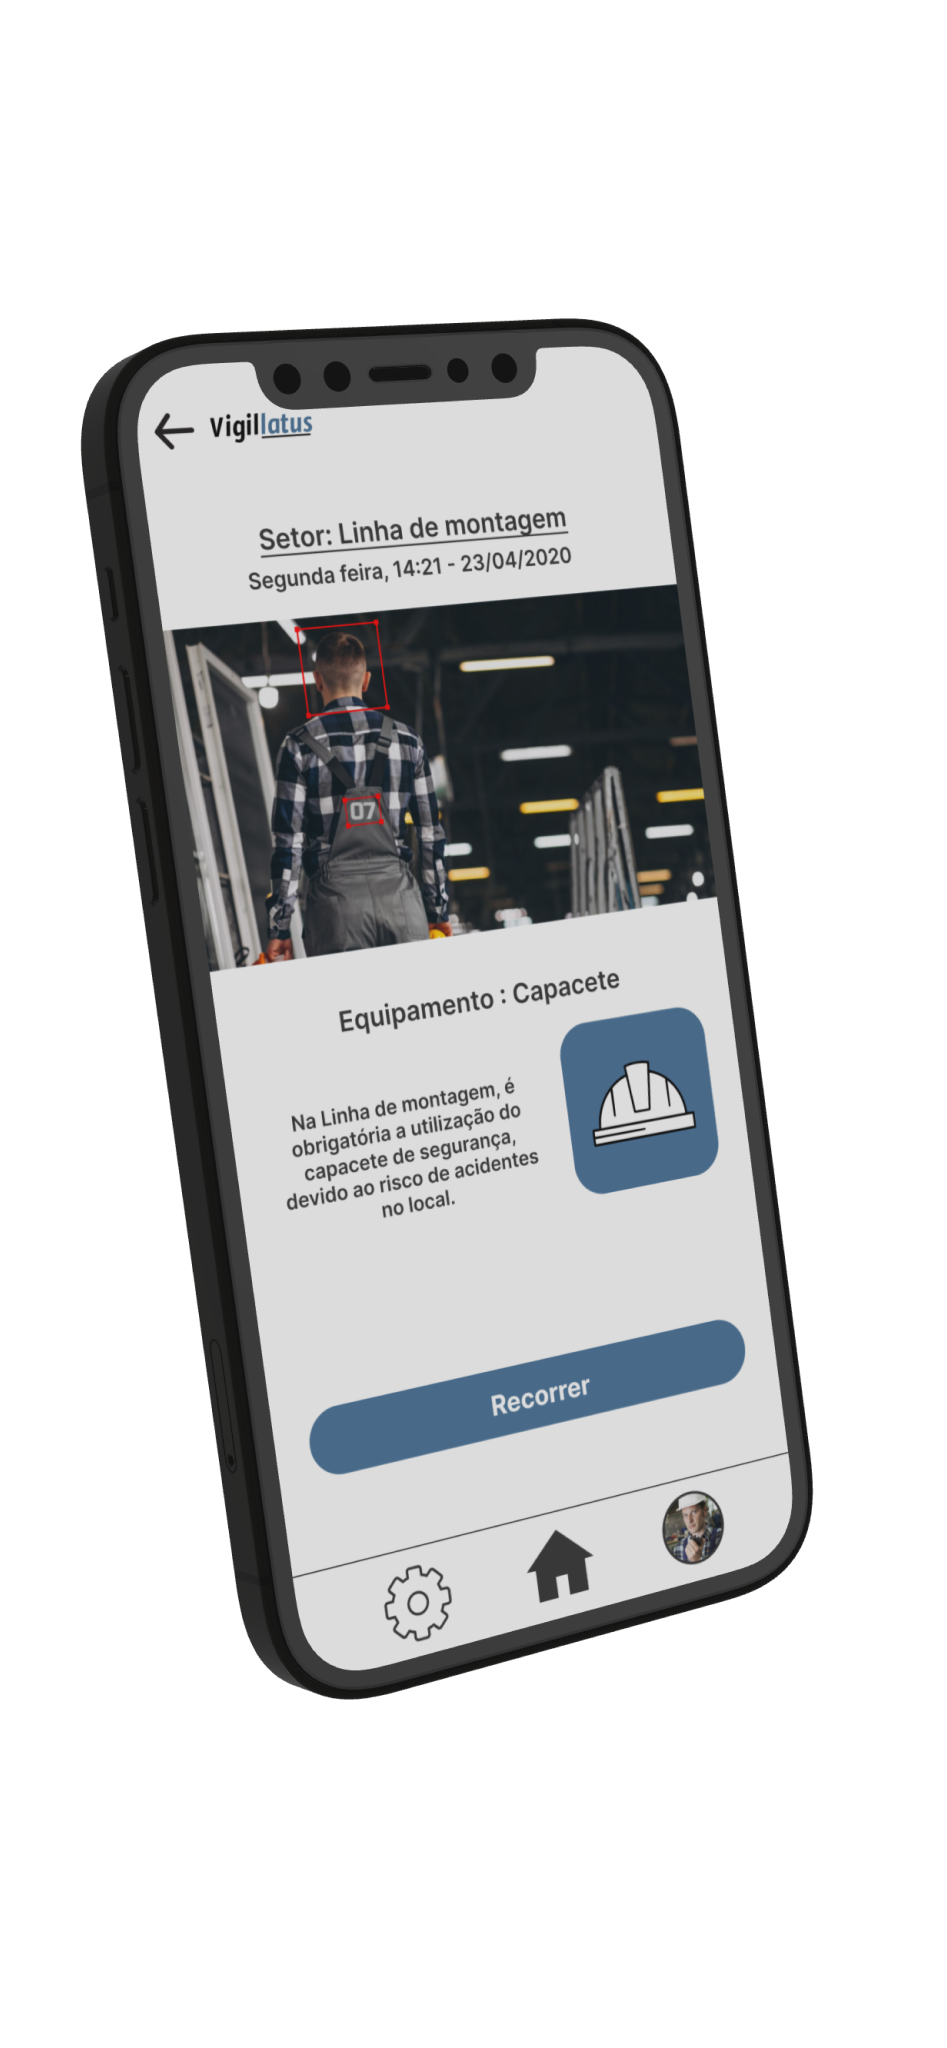 Vigillatus
Setor: Linha de montagem
Segunda feira, 14:21 - 23/04/2020
07
Equipamento : Capacete
Na Linha de montagem, é
obrigatória a utilização do
capacete de segurança,
devido ao risco de acidentes
no local.
Recorrer